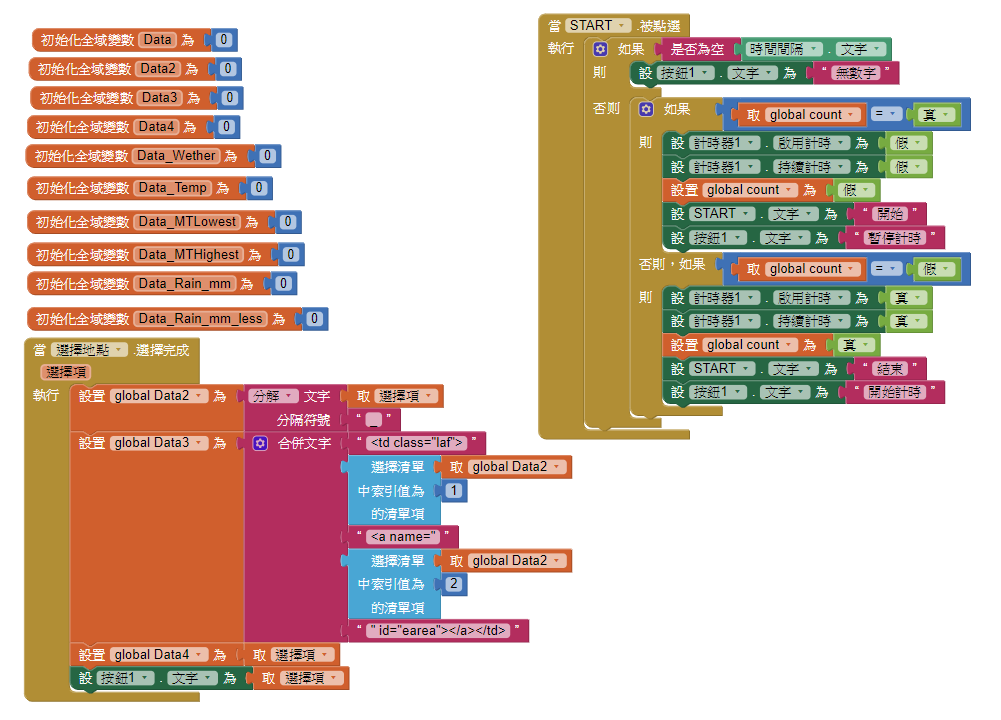 初始化全域變數 Data 為 0
初始化全域變數 Data2 為 0
初始化全域變數 Data3 為 0
初始化全域變數 Data4 為 0
初始化全域變數 Data_Wether 為 0
初始化全域變數 Data_Temp 為 0
初始化全域變數 Data_MTLowest 為 0
初始化全域變數 Data_MTHighest 為 0
初始化全域變數 Data_Rain_mm 為 0
初始化全域變數 Data_Rain_mm_less 為 0
當 選擇地點 .選擇完成
選擇項
執行 設置 global Data2 為 分解 文字 取 選擇項
分隔符號 “ _ ”
設置 global Data3 為 合併文字 “ <td class="laf"> ”
選擇清單 取 global Data2
中索引值為 1
的清單項
“ <a name=" ”
選擇清單 取 global Data2
中索引值為 2
的清單項
“ " id="earea"></a></td> ”
設置 global Data4 為 取 選擇項
設 按鈕1 . 文字 為 取 選擇項
當 START .被點選
執行 如果 是否為空 時間間隔 . 文字
則 設 按鈕1 . 文字 為 “ 無數字 ”
否則 如果 取 global count = 真
則 設 計時器1 . 啟用計時 為 假
設 計時器1 . 持續計時 為 假
設置 global count 為 假
設 START . 文字 為 “ 開始 ”
設 按鈕1 . 文字 為 “ 暫停計時 ”
否則，如果 取 global count = 假
則 設 計時器1 . 啟用計時 為 真
設 計時器1 . 持續計時 為 真
設置 global count 為 真
設 START . 文字 為 “ 結束 ”
設 按鈕1 . 文字 為 “ 開始計時 ”